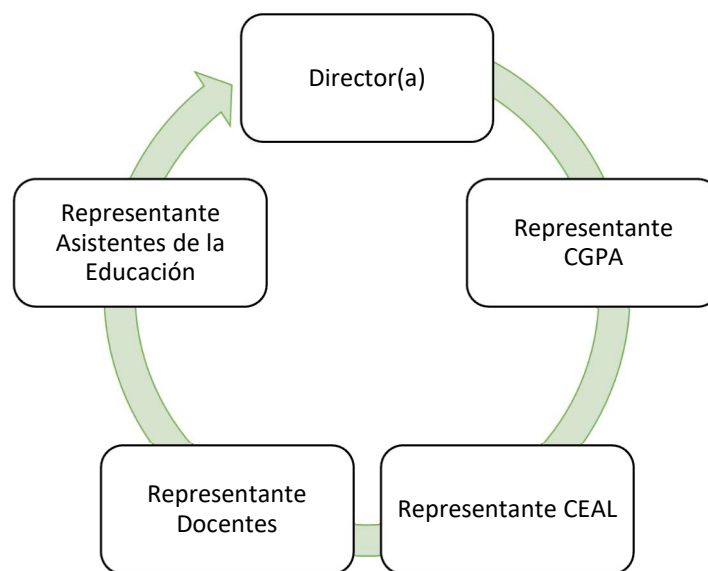 Director(a)
Representante
CGPA
Representante CEAL
Representante
Docentes
Representante
Asistentes de la
Educación